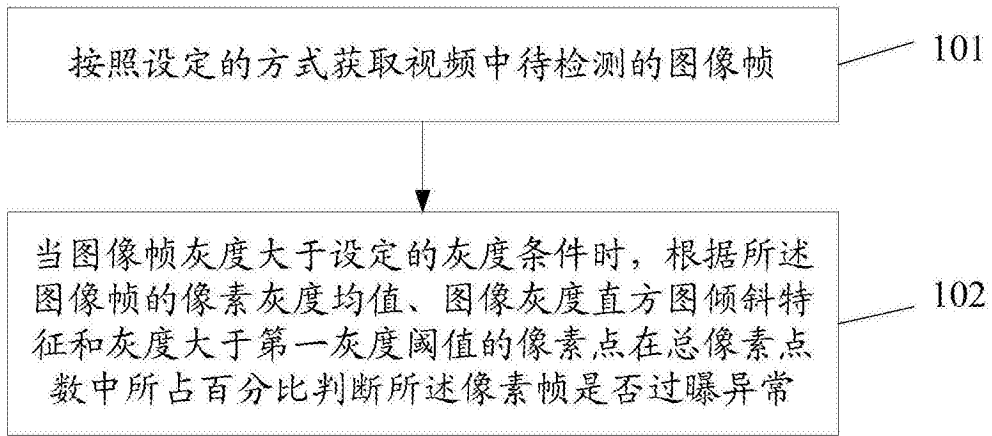 按照设定的方式获取视频中待检测的图像帧
101
当图像帧灰度大于设定的灰度条件时，根据所述
图像帧的像素灰度均值、图像灰度直方图倾斜特
征和灰度大于第一灰度阈值的像素点在总像素点
数中所占百分比判断所述像素帧是否过曝异常
102